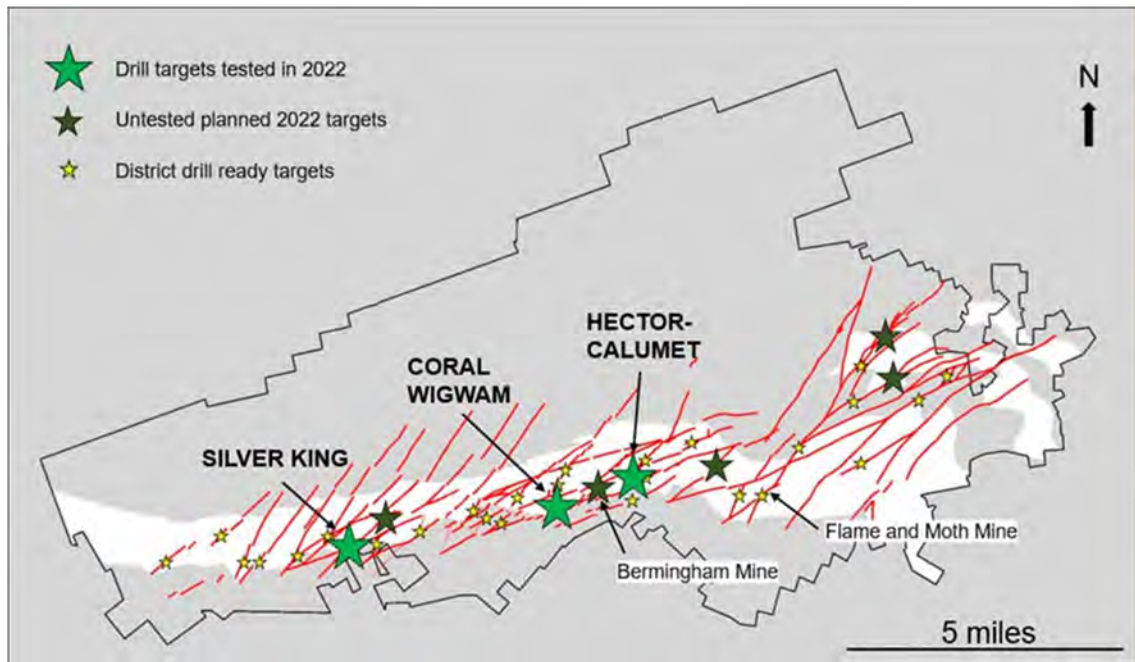 Drill targets tested in 2022
Untested planned 2022 targets
District drill ready targets
N
HECTOR-
CALUMET
CORAL
WIGWAM
SILVER KING
Flame and Moth Mine
Bermingham Mine
5 miles